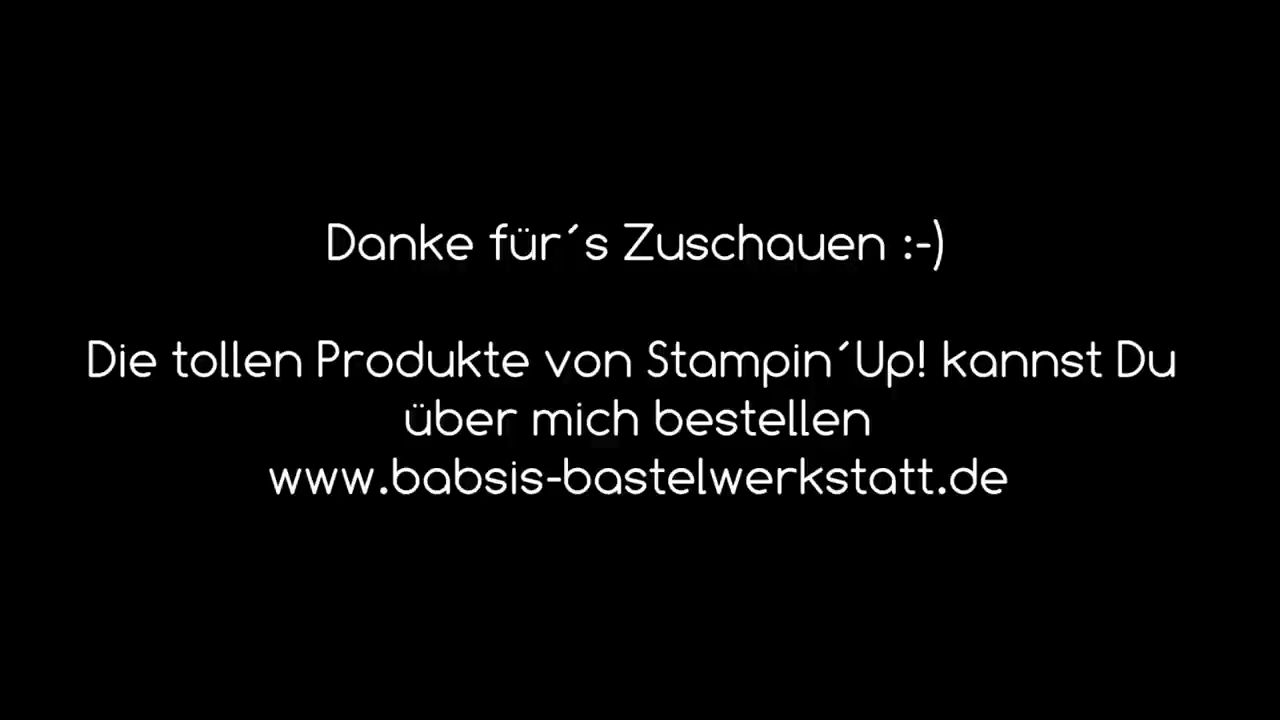 Danke für´s Zuschauen :-)
Die tollen Produkte von Stampin´Up! kannst Du
über mich bestellen
www.babsis-bastelwerkstatt.de